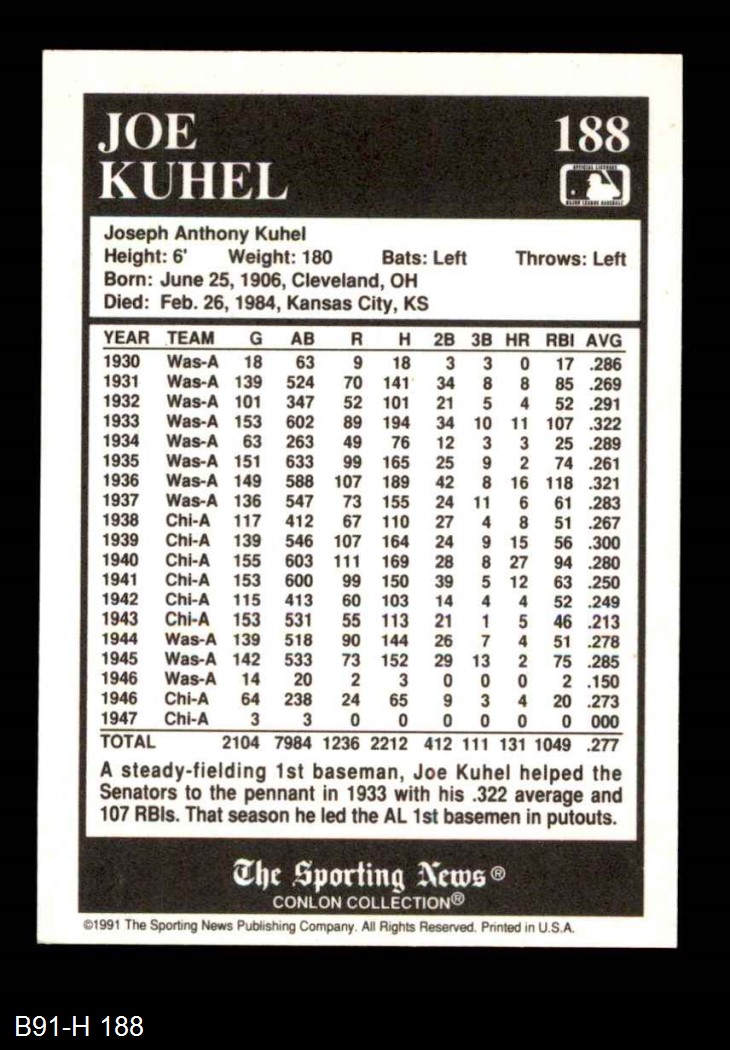 JOE
KUHEL
188
OFFICIAL LICENSEE
MAJOR LEAGUE BASEBALL
Joseph Anthony Kuhel
Height: 6' Weight: 180 Bats: Left Throws: Left
Born: June 25, 1906, Cleveland, OH
Died: Feb. 26, 1984, Kansas City, KS
YEAR TEAM G AB R H 2B 3B HR RBI AVG
1930 Was-A 18 63 9 18 3 3 0 17 .286
1931 Was-A 139 524 70 141 34 8 8 85 .269
1932 Was-A 101 347 52 101 21 5 4 52 .291
1933 Was-A 153 602 89 194 34 10 11 107 .322
1934 Was-A 63 263 49 76 12 3 3 25 .289
1935 Was-A 151 633 99 165 25 9 2 74 .261
1936 Was-A 149 588 107 189 42 8 16 118 .321
1937 Was-A 136 547 73 155 24 11 6 61 .283
1938 Chi-A 117 412 67 110 27 4 8 51 .267
1939 Chi-A 139 546 107 164 24 9 15 56 .300
1940 Chi-A 155 603 111 169 28 8 27 94 .280
1941 Chi-A 153 600 99 150 39 5 12 63 .250
1942 Chi-A 115 413 60 103 14 4 4 52 .249
1943 Chi-A 153 531 55 113 21 1 5 46 .213
1944 Was-A 139 518 90 144 26 7 4 51 .278
1945 Was-A 142 533 73 152 29 13 2 75 .285
1946 Was-A 14 20 2 3 0 0 0 2 .150
1946 Chi-A 64 238 24 65 9 3 4 20 .273
1947 Chi-A 3 3 0 0 0 0 0 0 000
TOTAL 2104 7984 1236 2212 412 111 131 1049 .277
A steady-fielding 1st baseman, Joe Kuhel helped the
Senators to the pennant in 1933 with his .322 average and
107 RBIs. That season he led the AL 1st basemen in putouts.
The Sporting News®
CONLON COLLECTION®
©1991 The Sporting News Publishing Company. All Rights Reserved. Printed in U.S.A.
B91-H 188